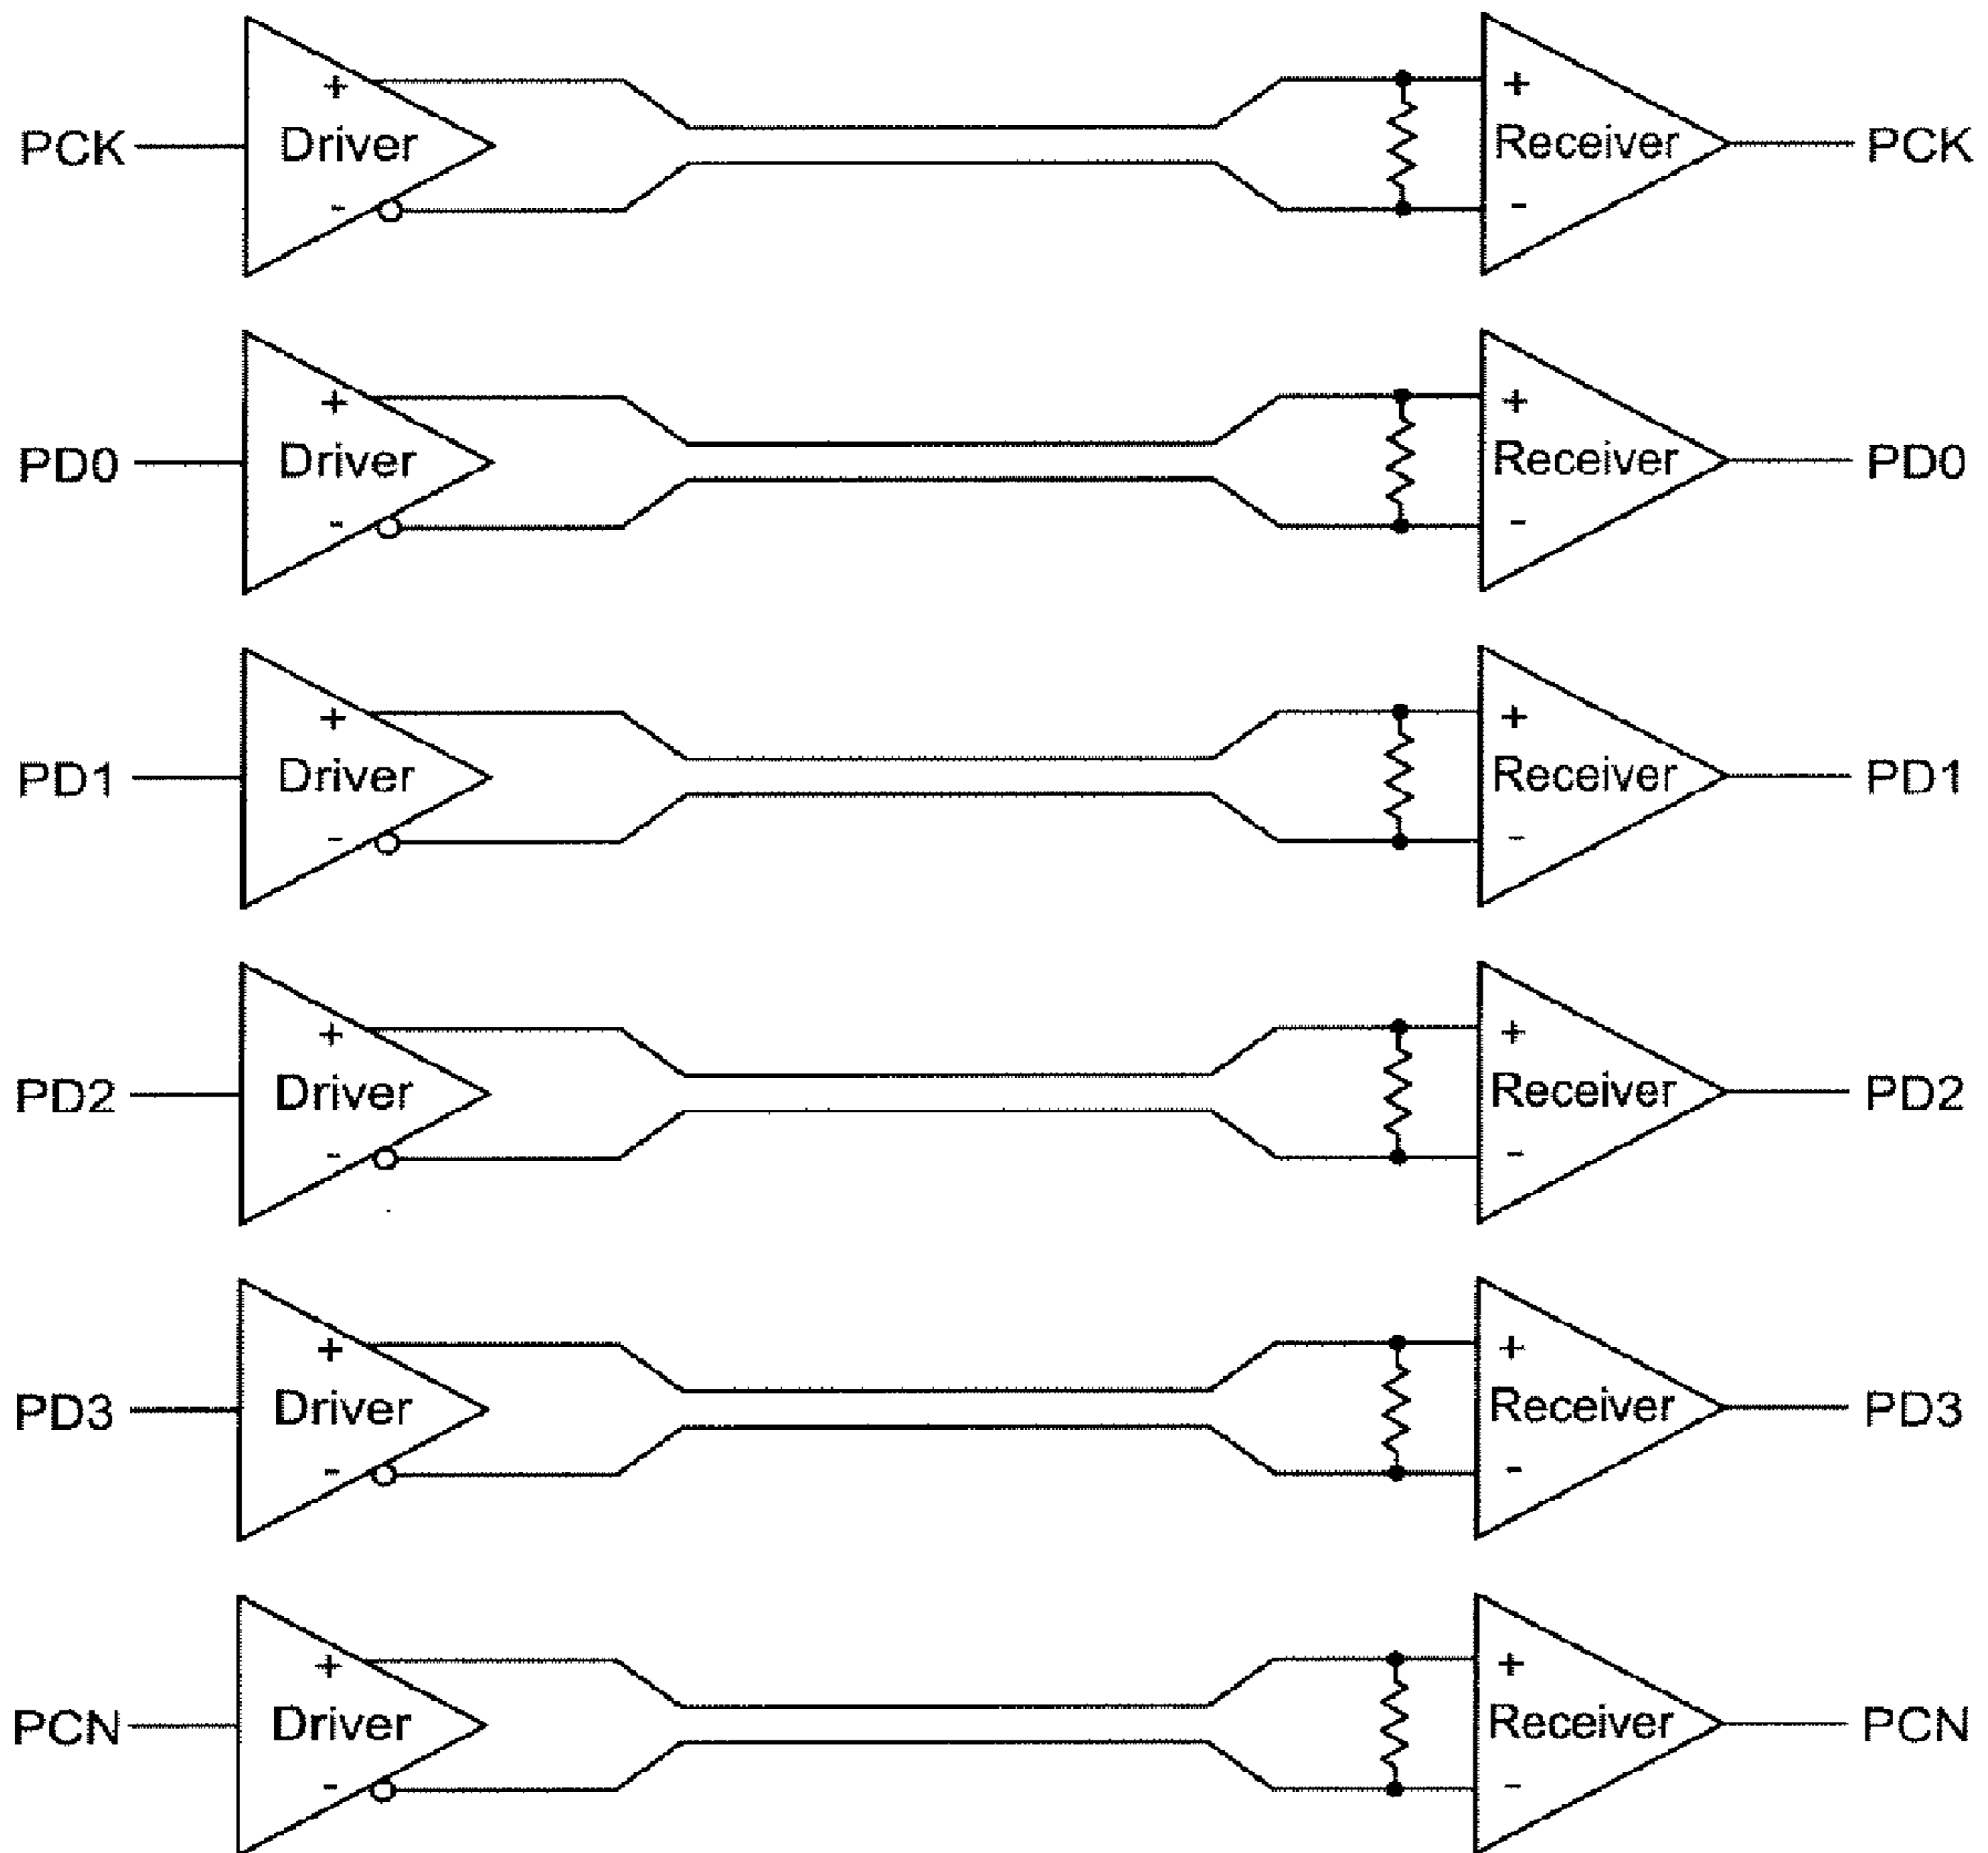 + +
PCK Driver Receiver PCK
- -
+ +
PD0 Driver Receiver PD0
- -
+ +
PD1 Driver Receiver PD1
- -
+ +
PD2 Driver Receiver PD2
- -
+ +
PD3 Driver Receiver PD3
- -
+ +
PCN Driver Receiver PCN
- -